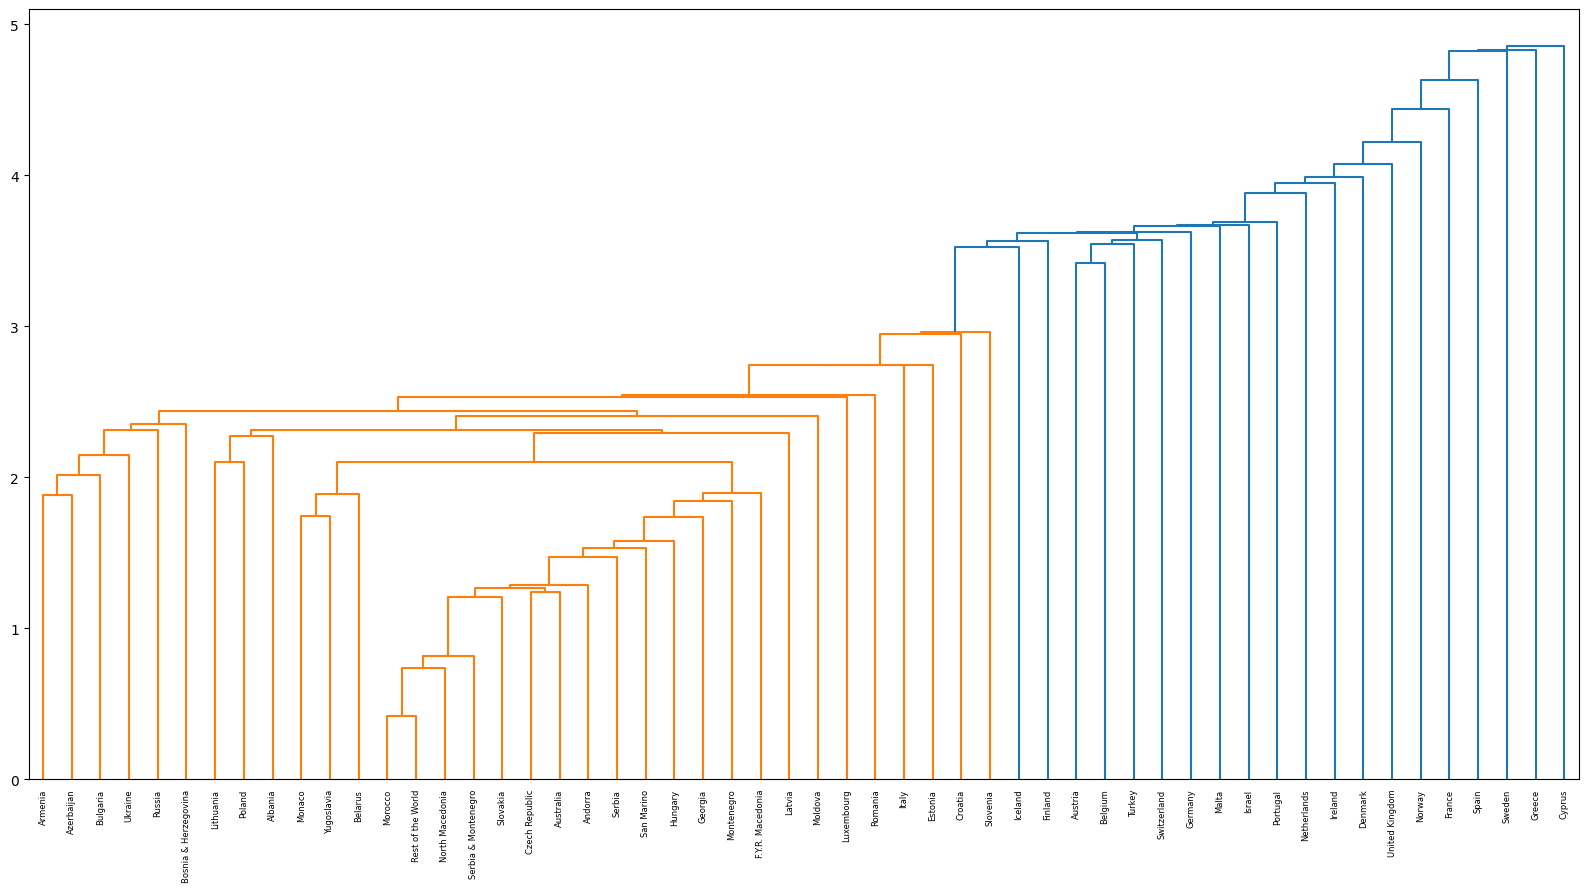 5
4
3
2
1
0
Armenia
Azerbaijan
Bulgaria
Ukraine
Russia
Bosnia & Herzegovina
Lithuania
Poland
Albania
Monaco
Yugoslavia
Belarus
Morocco
Rest of the World
North Macedonia
Serbia & Montenegro
Slovakia
Czech Republic
Australia
Andorra
Serbia
San Marino
Hungary
Georgia
Montenegro
F.Y.R. Macedonia
Latvia
Moldova
Luxembourg
Romania
Italy
Estonia
Croatia
Slovenia
Iceland
Finland
Austria
Belgium
Turkey
Switzerland
Germany
Malta
Israel
Portugal
Netherlands
Ireland
Denmark
United Kingdom
Norway
France
Spain
Sweden
Greece
Cyprus